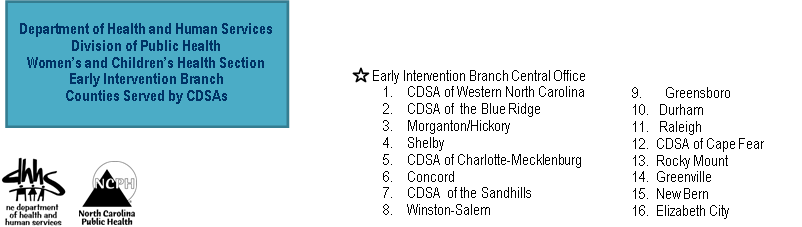 Department of Health and Human Services
Division of Public Health
Women's and Children's Health Section
Early Intervention Branch
Counties Served by CDSAs
Early Intervention Branch Central Office
1. CDSA of Western North Carolina
2. CDSA of the Blue Ridge
3. Morganton/Hickory
4. Shelby
5. CDSA of Charlotte-Mecklenburg
6. Concord
7. CDSA of the Sandhills
8. Winston-Salem
9. Greensboro
10. Durham
11. Raleigh
12. CDSA of Cape Fear
13. Rocky Mount
14. Greenville
15. New Bern
16. Elizabeth City
dhhs
nc department
of health and
human services
NCPH
North Carolina
Public Health